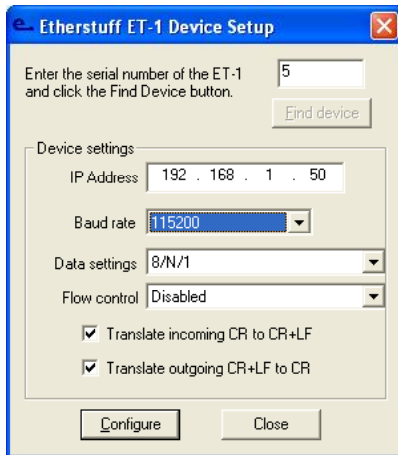 Etherstuff ET-1 Device Setup
Enter the serial number of the ET-1
and click the Find Device button.
5
Find device
Device settings
IP Address 192 . 168 . 1 . 50
Baud rate 115200
Data settings 8/N/1
Flow control Disabled
Translate incoming CR to CR+LF
Translate outgoing CR+LF to CR
Configure Close